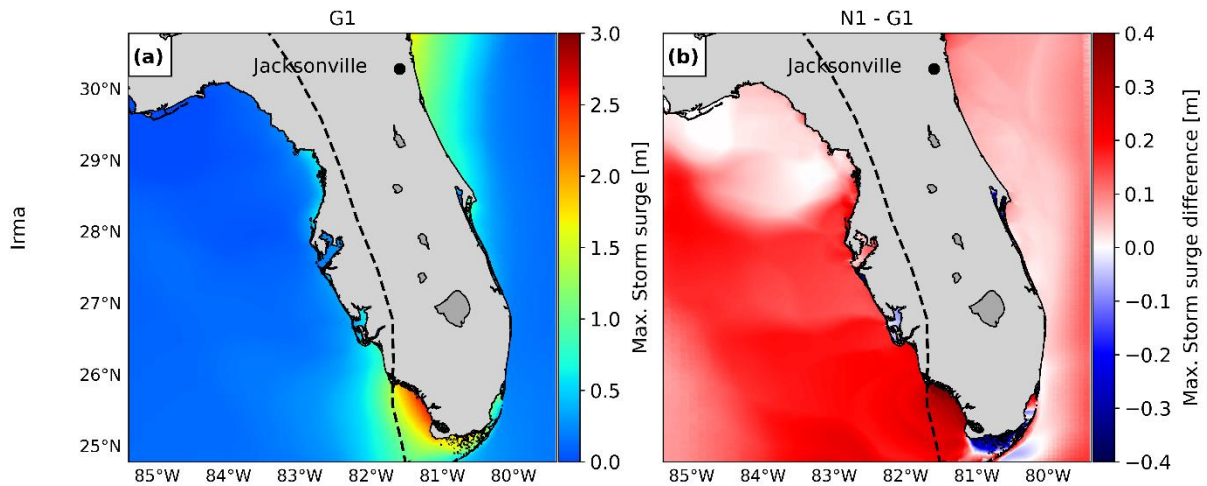 G1
N1 - G1
Irma
(a)
Jacksonville
30°N
29°N
28°N
27°N
26°N
25°N
85°W
84°W
83°W
82°W
81°W
80°W
3.0
2.5
2.0
1.5
1.0
0.5
0.0
Max. Storm surge [m]
(b)
Jacksonville
85°W
84°W
83°W
82°W
81°W
80°W
0.4
0.3
0.2
0.1
0.0
−0.1
−0.2
−0.3
−0.4
Max. Storm surge difference [m]